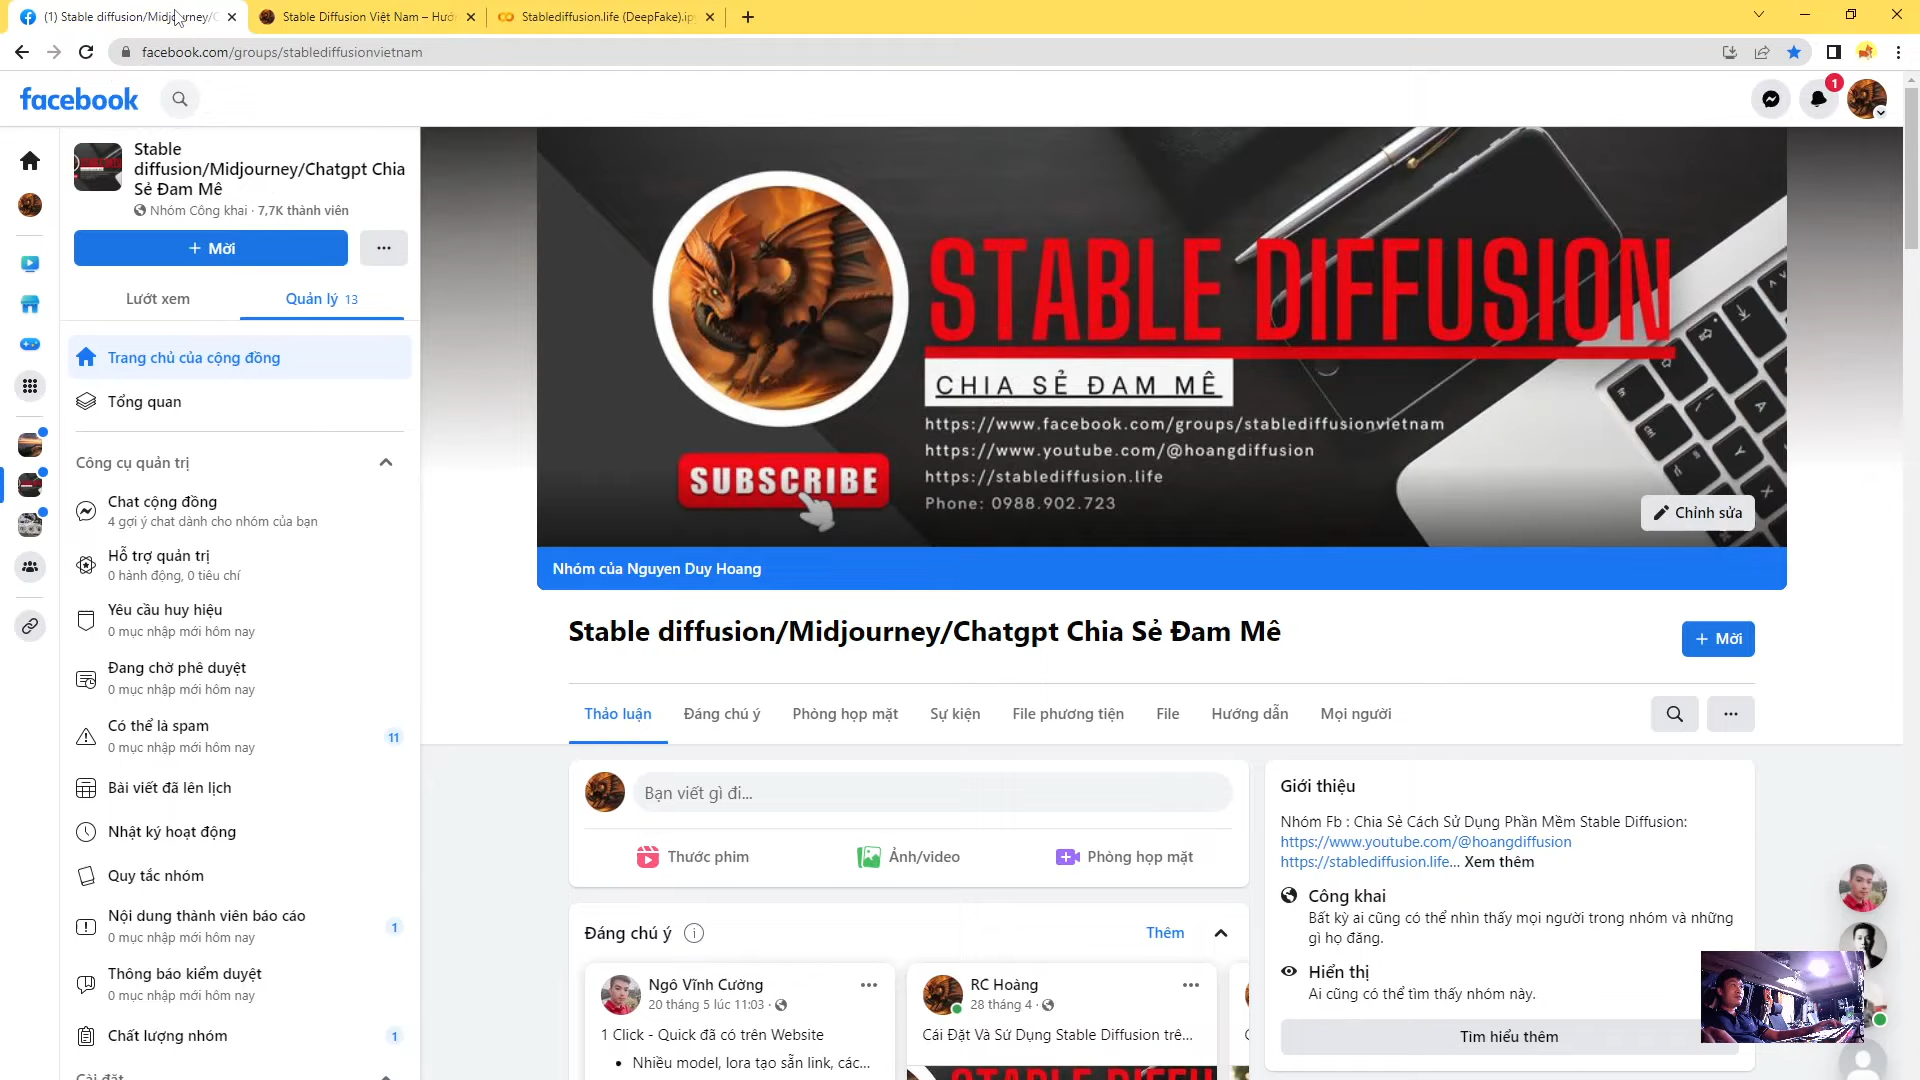 (1) Stable diffusion/Midjourney/C
Stable Diffusion Việt Nam – Hướ
Stablediffusion.life (DeepFake).ip
facebook.com/groups/stablediffusionvietnam
facebook
1
Stable
diffusion/Midjourney/Chatgpt Chia
Sẻ Đam Mê
Nhóm Công khai · 7,7K thành viên
+ Mời
Lướt xem
Quản lý 13
Trang chủ của cộng đồng
Tổng quan
Công cụ quản trị
Chat cộng đồng
4 gợi ý chat dành cho nhóm của bạn
Hỗ trợ quản trị
0 hành động, 0 tiêu chí
Yêu cầu huy hiệu
0 mục nhập mới hôm nay
Đang chờ phê duyệt
0 mục nhập mới hôm nay
Có thể là spam
0 mục nhập mới hôm nay
11
Bài viết đã lên lịch
Nhật ký hoạt động
Quy tắc nhóm
Nội dung thành viên báo cáo
0 mục nhập mới hôm nay
1
Thông báo kiểm duyệt
0 mục nhập mới hôm nay
Chất lượng nhóm
1
Cài đặt
STABLE DIFFUSION
CHIA SẺ ĐAM MÊ
https://www.facebook.com/groups/stablediffusionvietnam
https://www.youtube.com/@hoangdiffusion
https://stablediffusion.life
Phone: 0988.902.723
SUBSCRIBE
Chỉnh sửa
Nhóm của Nguyen Duy Hoang
Stable diffusion/Midjourney/Chatgpt Chia Sẻ Đam Mê
+ Mời
Thảo luận
Đáng chú ý
Phòng họp mặt
Sự kiện
File phương tiện
File
Hướng dẫn
Mọi người
Bạn viết gì đi...
Thước phim
Ảnh/video
Phòng họp mặt
Đáng chú ý
Thêm
Ngô Vĩnh Cường
20 tháng 5 lúc 11:03 ·
1 Click - Quick đã có trên Website
• Nhiều model, lora tạo sẵn link, các...
RC Hoàng
28 tháng 4 ·
Cái Đặt Và Sử Dụng Stable Diffusion trê...
STABLE DIFFU
Giới thiệu
Nhóm Fb : Chia Sẻ Cách Sử Dụng Phần Mềm Stable Diffusion:
https://www.youtube.com/@hoangdiffusion
https://stablediffusion.life... Xem thêm
Công khai
Bất kỳ ai cũng có thể nhìn thấy mọi người trong nhóm và những
gì họ đăng.
Hiển thị
Ai cũng có thể tìm thấy nhóm này.
Tìm hiểu thêm